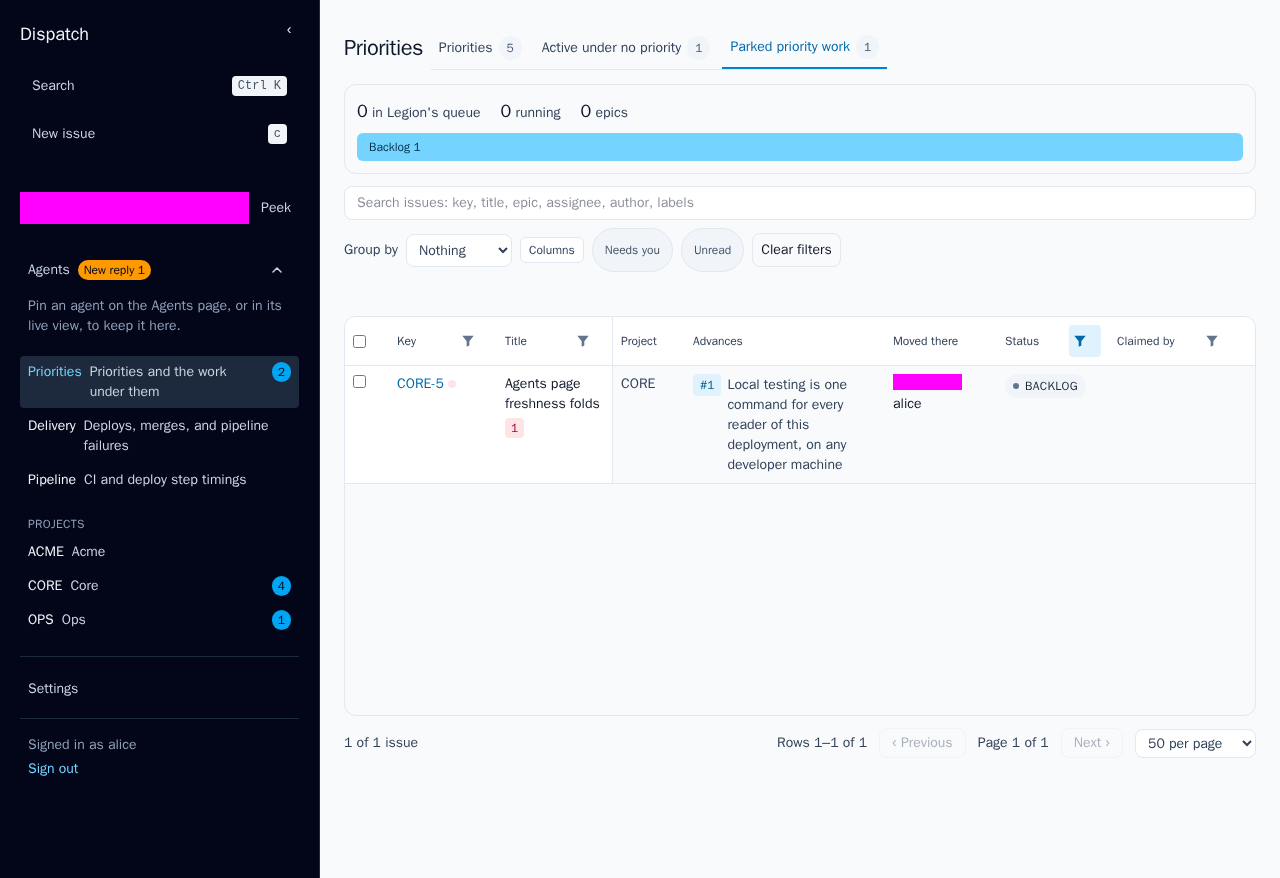 Dispatch
‹
Search
Ctrl K
New issue
C
Peek
Agents
New reply 1
Pin an agent on the Agents page, or in its
live view, to keep it here.
Priorities
Priorities and the work
under them
2
Delivery
Deploys, merges, and pipeline
failures
Pipeline
CI and deploy step timings
PROJECTS
ACME Acme
CORE Core
4
OPS Ops
1
Settings
Signed in as alice
Sign out
Priorities
Priorities 5
Active under no priority 1
Parked priority work 1
0 in Legion's queue
0 running
0 epics
Backlog 1
Search issues: key, title, epic, assignee, author, labels
Group by
Nothing
Columns
Needs you
Unread
Clear filters
Key
Title
Project
Advances
Moved there
Status
Claimed by
CORE-5
Agents page
freshness folds
1
CORE
#1
Local testing is one
command for every
reader of this
deployment, on any
developer machine
alice
BACKLOG
1 of 1 issue
Rows 1–1 of 1
‹ Previous
Page 1 of 1
Next ›
50 per page